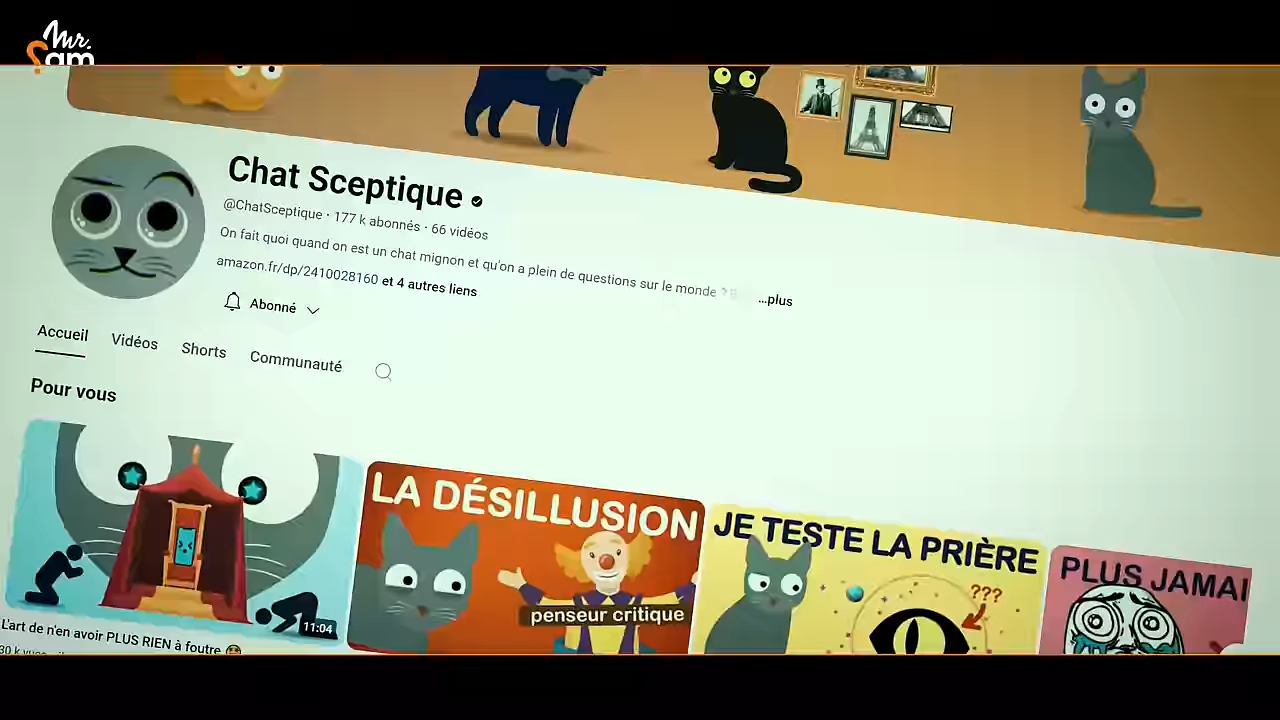 Mr.
Sam
Chat Sceptique
@ChatSceptique · 177 k abonnés · 66 vidéos
On fait quoi quand on est un chat mignon et qu'on a plein de questions sur le monde ? ...plus
amazon.fr/dp/2410028160 et 4 autres liens
Abonné
Accueil Vidéos Shorts Communauté
Pour vous
LA DÉSILLUSION
penseur critique
JE TESTE LA PRIÈRE
???
PLUS JAMAI
11:04
L'art de n'en avoir PLUS RIEN à foutre